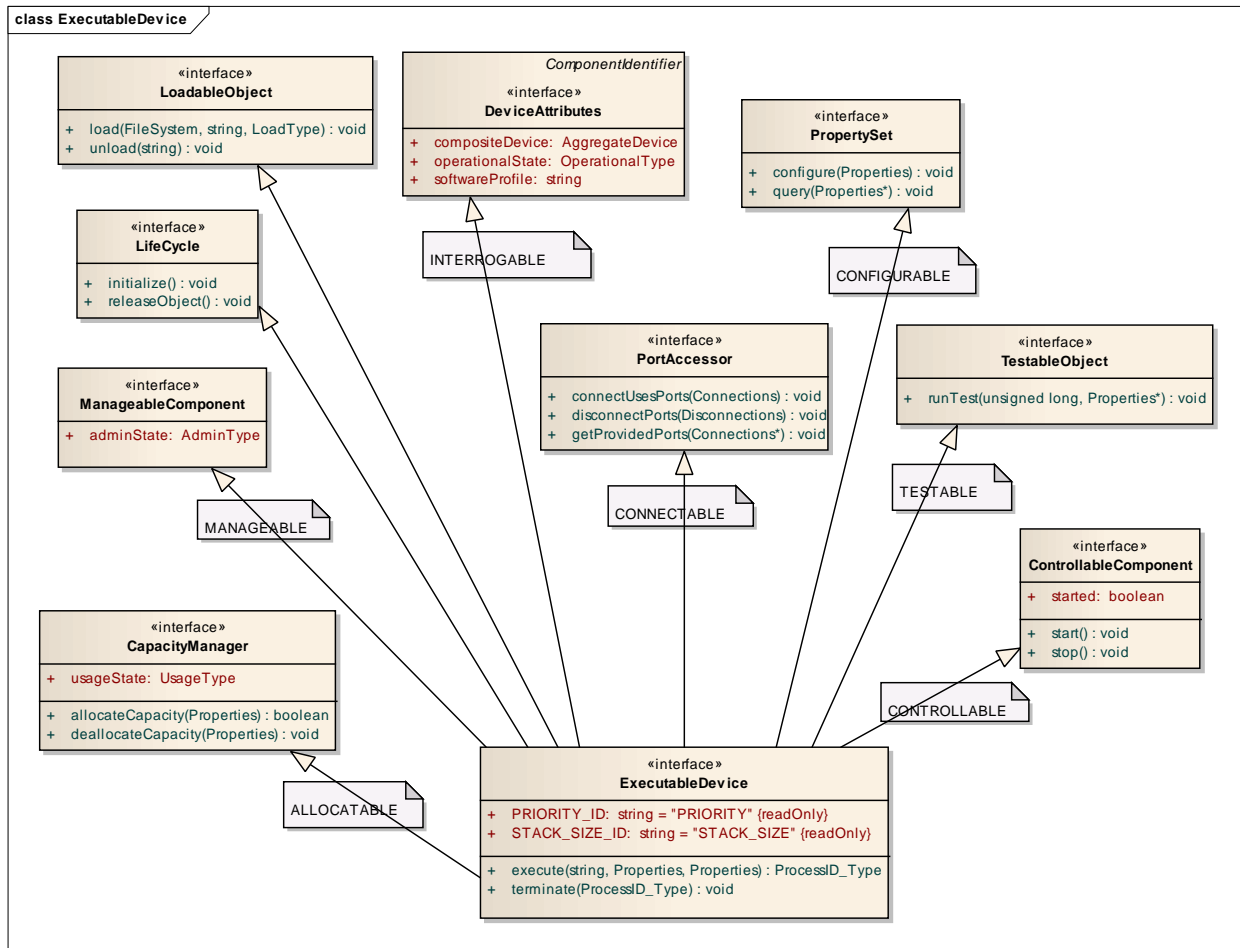 class ExecutableDevice
«interface»
LoadableObject
+ load(FileSystem, string, LoadType) : void
+ unload(string) : void
ComponentIdentifier
«interface»
DeviceAttributes
+ compositeDevice: AggregateDevice
+ operationalState: OperationalType
+ softwareProfile: string
«interface»
PropertySet
+ configure(Properties) : void
+ query(Properties*) : void
«interface»
LifeCycle
+ initialize() : void
+ releaseObject() : void
INTERROGABLE
CONFIGURABLE
«interface»
PortAccessor
+ connectUsesPorts(Connections) : void
+ disconnectPorts(Disconnections) : void
+ getProvidedPorts(Connections*) : void
«interface»
TestableObject
+ runTest(unsigned long, Properties*) : void
«interface»
ManageableComponent
+ adminState: AdminType
MANAGEABLE
CONNECTABLE
TESTABLE
«interface»
ControllableComponent
+ started: boolean
+ start() : void
+ stop() : void
«interface»
CapacityManager
+ usageState: UsageType
+ allocateCapacity(Properties) : boolean
+ deallocateCapacity(Properties) : void
CONTROLLABLE
ALLOCATABLE
«interface»
ExecutableDevice
+ PRIORITY_ID: string = "PRIORITY" {readOnly}
+ STACK_SIZE_ID: string = "STACK_SIZE" {readOnly}
+ execute(string, Properties, Properties) : ProcessID_Type
+ terminate(ProcessID_Type) : void